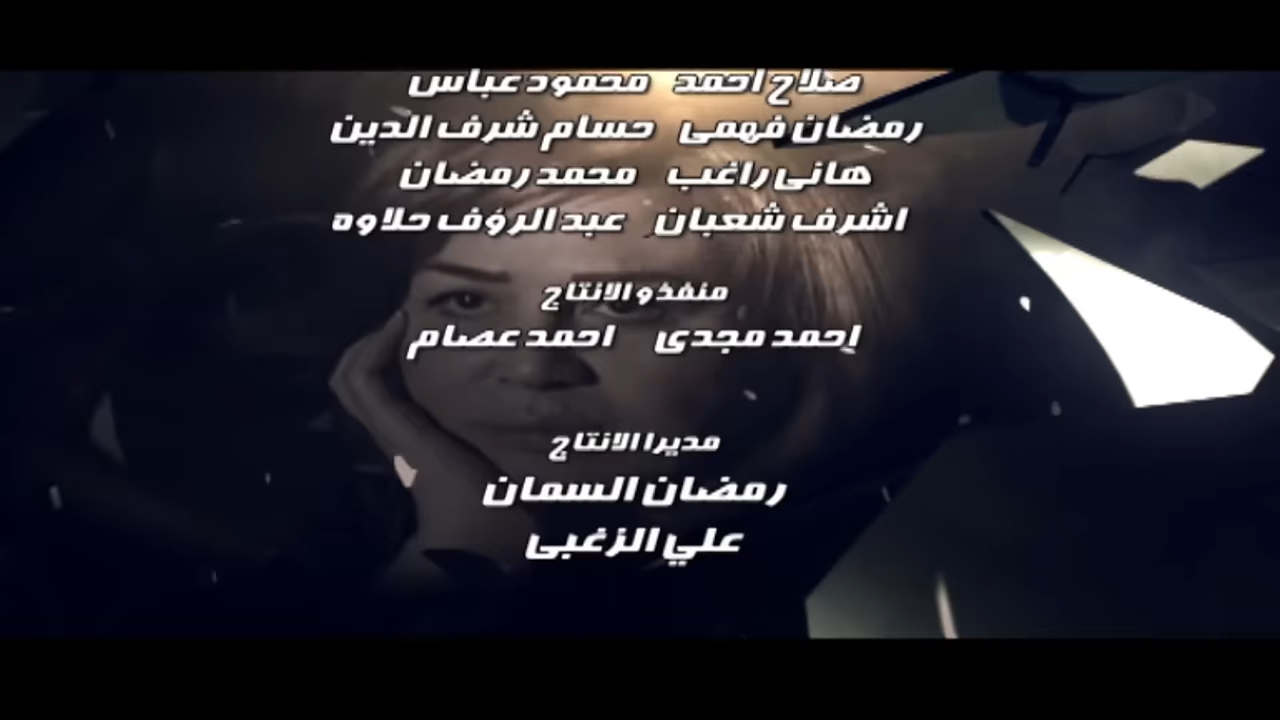 صلاح احمد محمود عباس
رمضان فهمى حسام شرف الدين
هانى راغب محمد رمضان
اشرف شعبان عبد الرؤف حلاوه
منفذو الانتاج
احمد مجدى احمد عصام
مديرا الانتاج
رمضان السمان
علي الزغبى